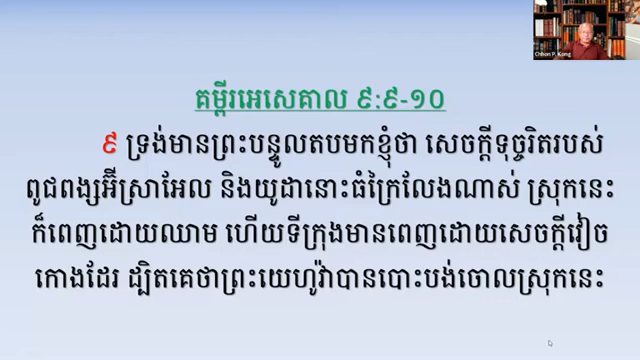 Chhon P. Kong
គម្ពីរអេសេគាល ៩:៩-១០
៩ ទ្រង់មានព្រះបន្ទូលតបមកខ្ញុំថា សេចក្ដីទុច្ចរិតរបស់
ពូជពង្សអ៊ីស្រាអែល និងយូដានោះធំក្រៃលែងណាស់ ស្រុកនេះ
ក៏ពេញដោយឈាម ហើយទីក្រុងមានពេញដោយសេចក្ដីវៀច
កោងដែរ ដ្បិតគេថាព្រះយេហូវ៉ាបានបោះបង់ចោលស្រុកនេះ